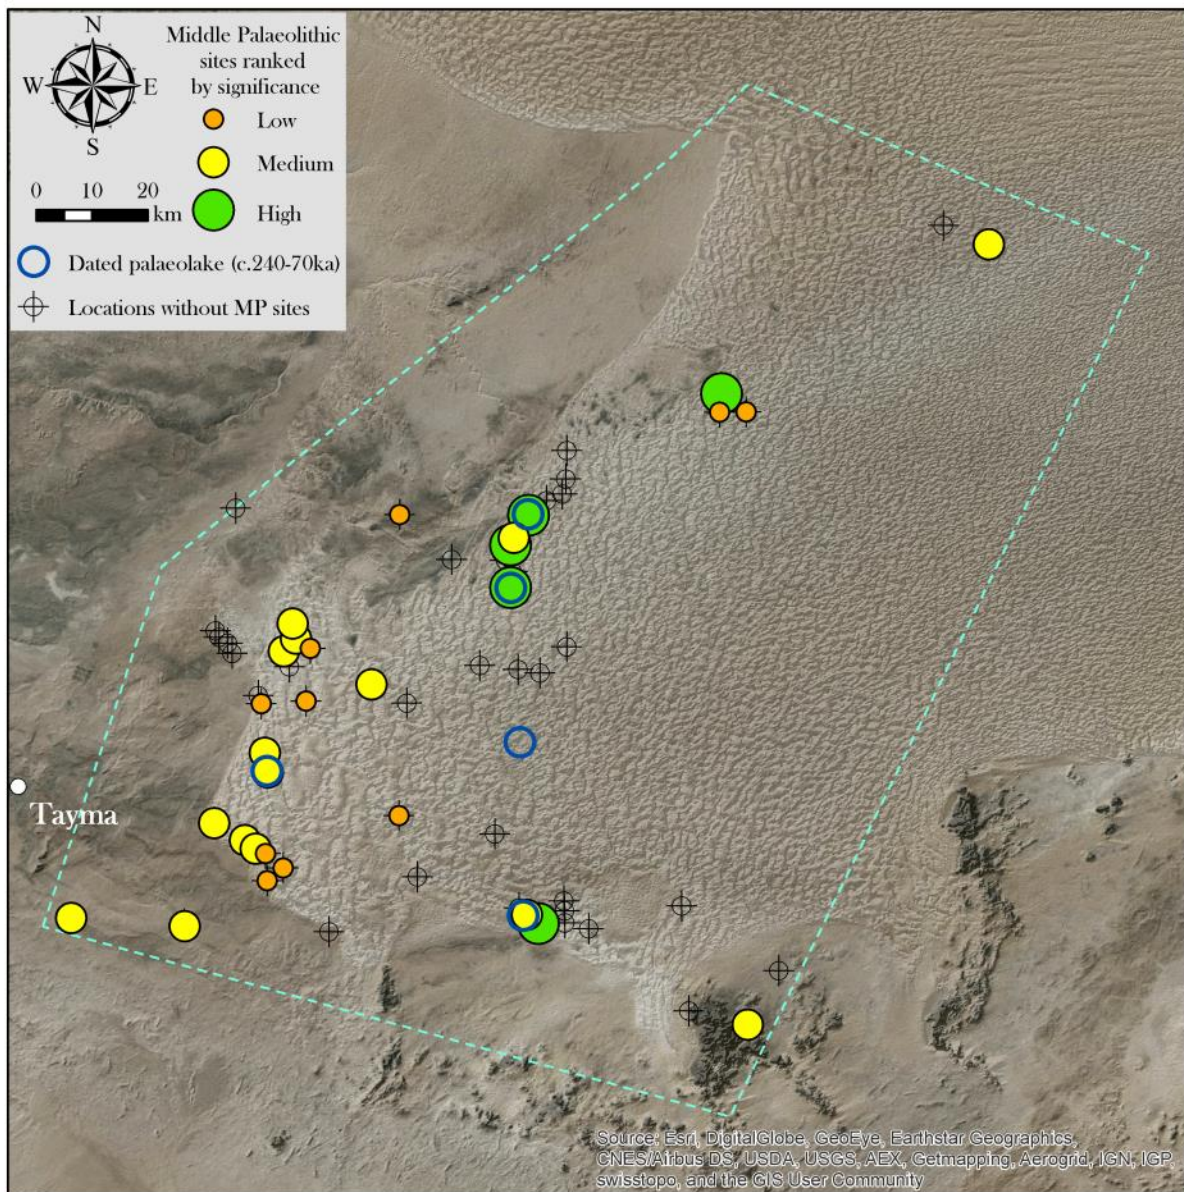 N
W
E
S
0 10 20
km
Middle Palaeolithic
sites ranked
by significance
Low
Medium
High
Dated palaeolake (c.240-70ka)
Locations without MP sites
Tayma
Source: Esri, DigitalGlobe, GeoEye, Earthstar Geographics,
CNES/Airbus DS, USDA, USGS, AEX, Getmapping, Aerogrid, IGN, IGP,
swisstopo, and the GIS User Community